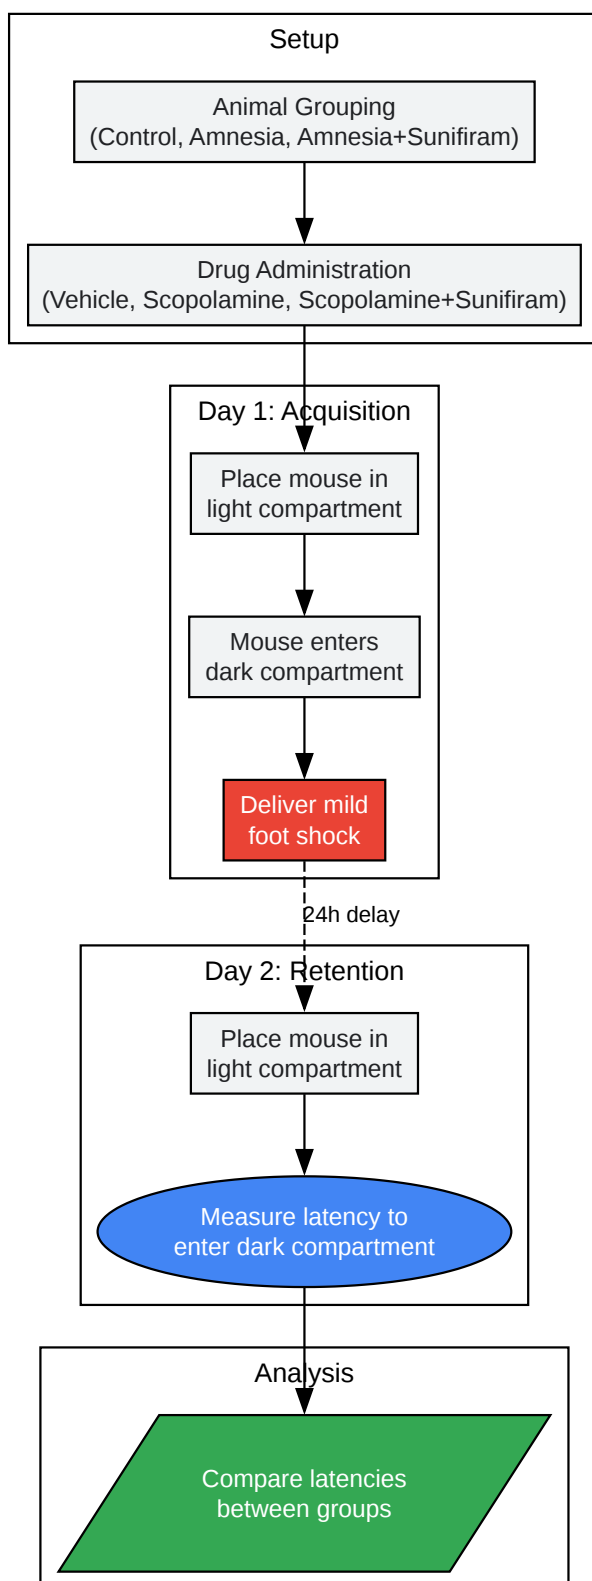 Setup
Animal Grouping
(Control, Amnesia, Amnesia+Sunifiram)
Drug Administration
(Vehicle, Scopolamine, Scopolamine+Sunifiram)
Day 1: Acquisition
Place mouse in
light compartment
Mouse enters
dark compartment
Deliver mild
foot shock
24h delay
Day 2: Retention
Place mouse in
light compartment
Measure latency to
enter dark compartment
Analysis
Compare latencies
between groups